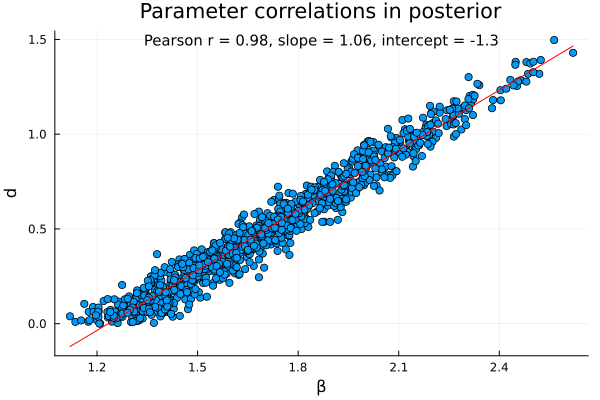 Parameter correlations in posterior
Pearson r = 0.98, slope = 1.06, intercept = -1.3
1.5
1.0
0.5
0.0
d
1.2 1.5 1.8 2.1 2.4
β